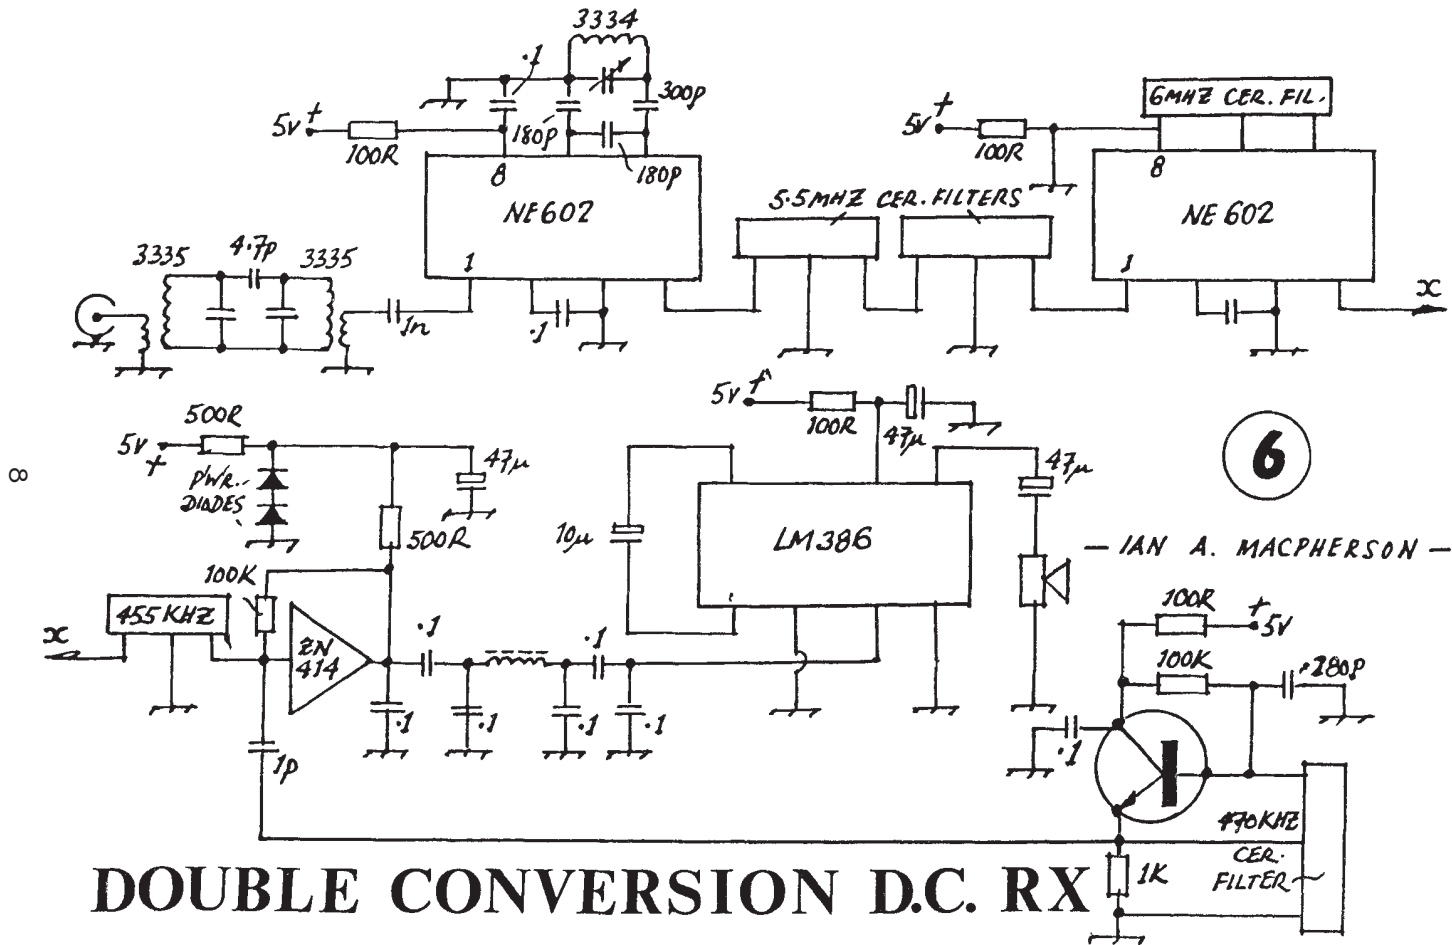 3334
.1
300p
5v +
100R
180p
180p
8
NE602
1
3335
4.7p
3335
1n
.1
5.5MHZ CER. FILTERS
5v +
100R
6MHZ CER. FIL.
8
NE 602
1
x
500R
5v +
PWR.
DIODES
47µ
500R
100K
455 KHZ
x
ZN
414
.1
.1
.1
.1
.1
.1
1p
5v +
100R
47µ
10µ
LM386
47µ
6
— IAN A. MACPHERSON —
100R
+ 5v
100K
.1
470KHZ
CER.
FILTER
1K
8
DOUBLE CONVERSION D.C. RX